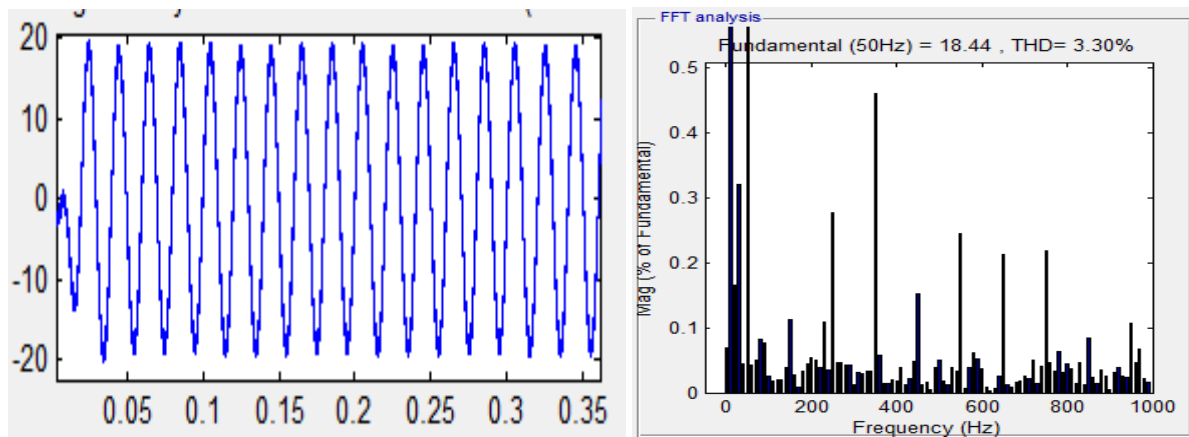 20
10
0
-10
-20
0.05 0.1 0.15 0.2 0.25 0.3 0.35
FFT analysis
Fundamental (50Hz) = 18.44 , THD= 3.30%
0.5
0.4
0.3
0.2
0.1
0
Mag (% of Fundamental)
0 200 400 600 800 1000
Frequency (Hz)